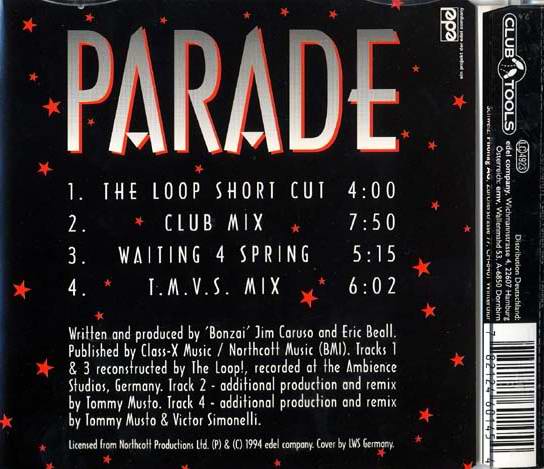 PARADE
1. THE LOOP SHORT CUT 4:00
2. CLUB MIX 7:50
3. WAITING 4 SPRING 5:15
4. T.M.V.S. MIX 6:02
Written and produced by 'Bonzai' Jim Caruso and Eric Beall.
Published by Class-X Music / Northcott Music (BMI). Tracks 1
& 3 reconstructed by The Loop!, recorded at the Ambience
Studios, Germany. Track 2 - additional production and remix
by Tommy Musto. Track 4 - additional production and remix
by Tommy Musto & Victor Simonelli.
Licensed from Northcott Productions Ltd. (P) & (C) 1994 edel company. Cover by LWS Germany.
CLUB TOOLS
LC 4923
Distribution Deutschland:
edel company, Wichmannstrasse 4, 22607 Hamburg
Österreich: emv, Wallenmahd 53, A-6850 Dornbirn